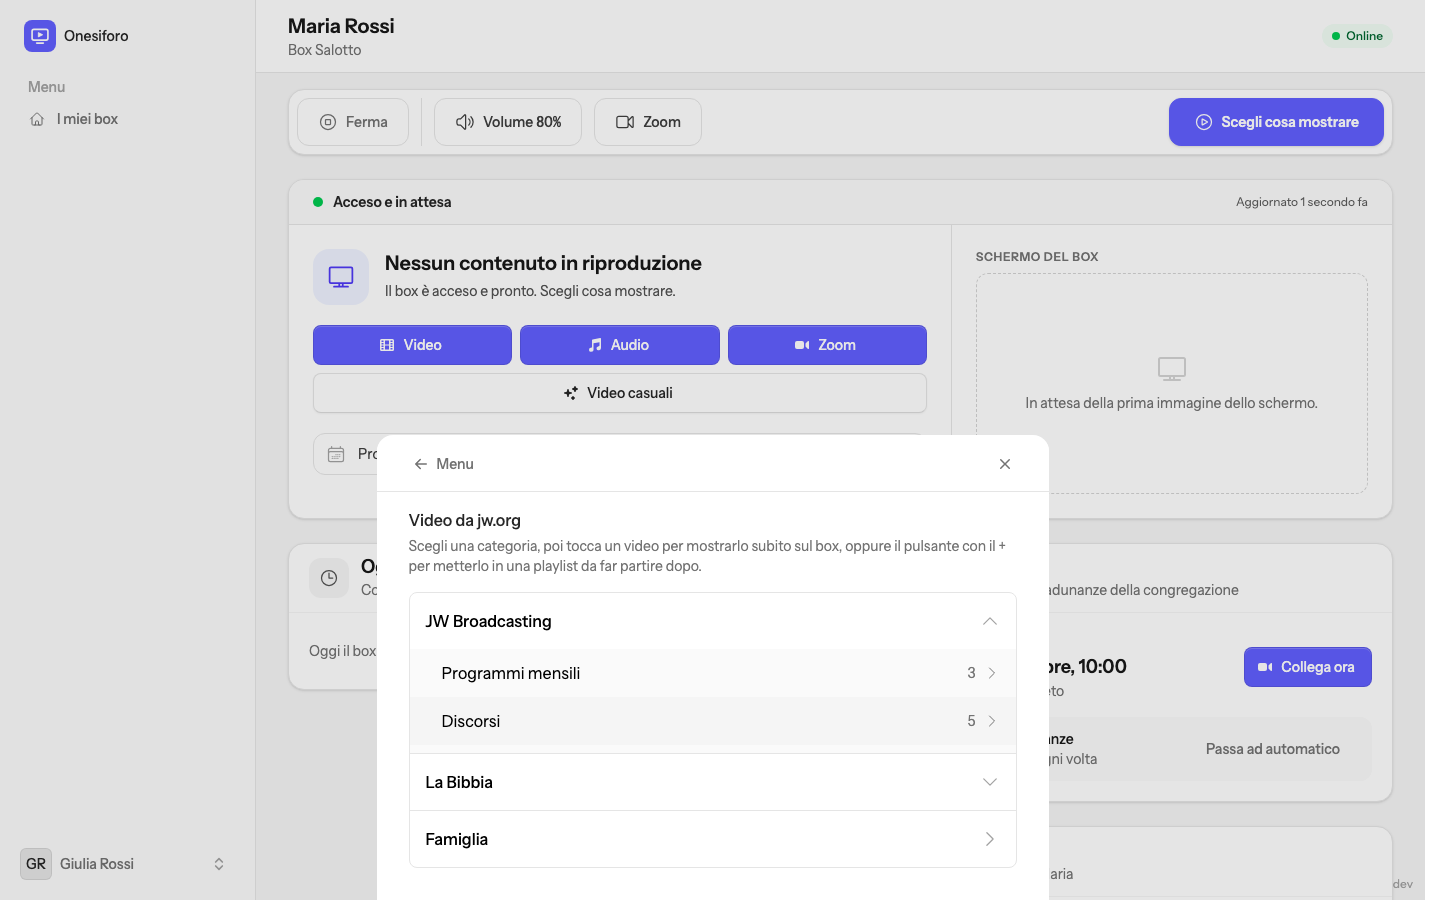 Onesiforo
Menu
I miei box
GR Giulia Rossi
Maria Rossi
Box Salotto
Online
Ferma
Volume 80%
Zoom
Scegli cosa mostrare
Acceso e in attesa
Aggiornato 1 secondo fa
Nessun contenuto in riproduzione
Il box è acceso e pronto. Scegli cosa mostrare.
Video
Audio
Zoom
Video casuali
SCHERMO DEL BOX
In attesa della prima immagine dello schermo.
Menu
Video da jw.org
Scegli una categoria, poi tocca un video per mostrarlo subito sul box, oppure il pulsante con il +
per metterlo in una playlist da far partire dopo.
JW Broadcasting
Programmi mensili 3
Discorsi 5
La Bibbia
Famiglia
Oggi il box
adunanze della congregazione
10:00
Collega ora
volta
Passa ad automatico
dev